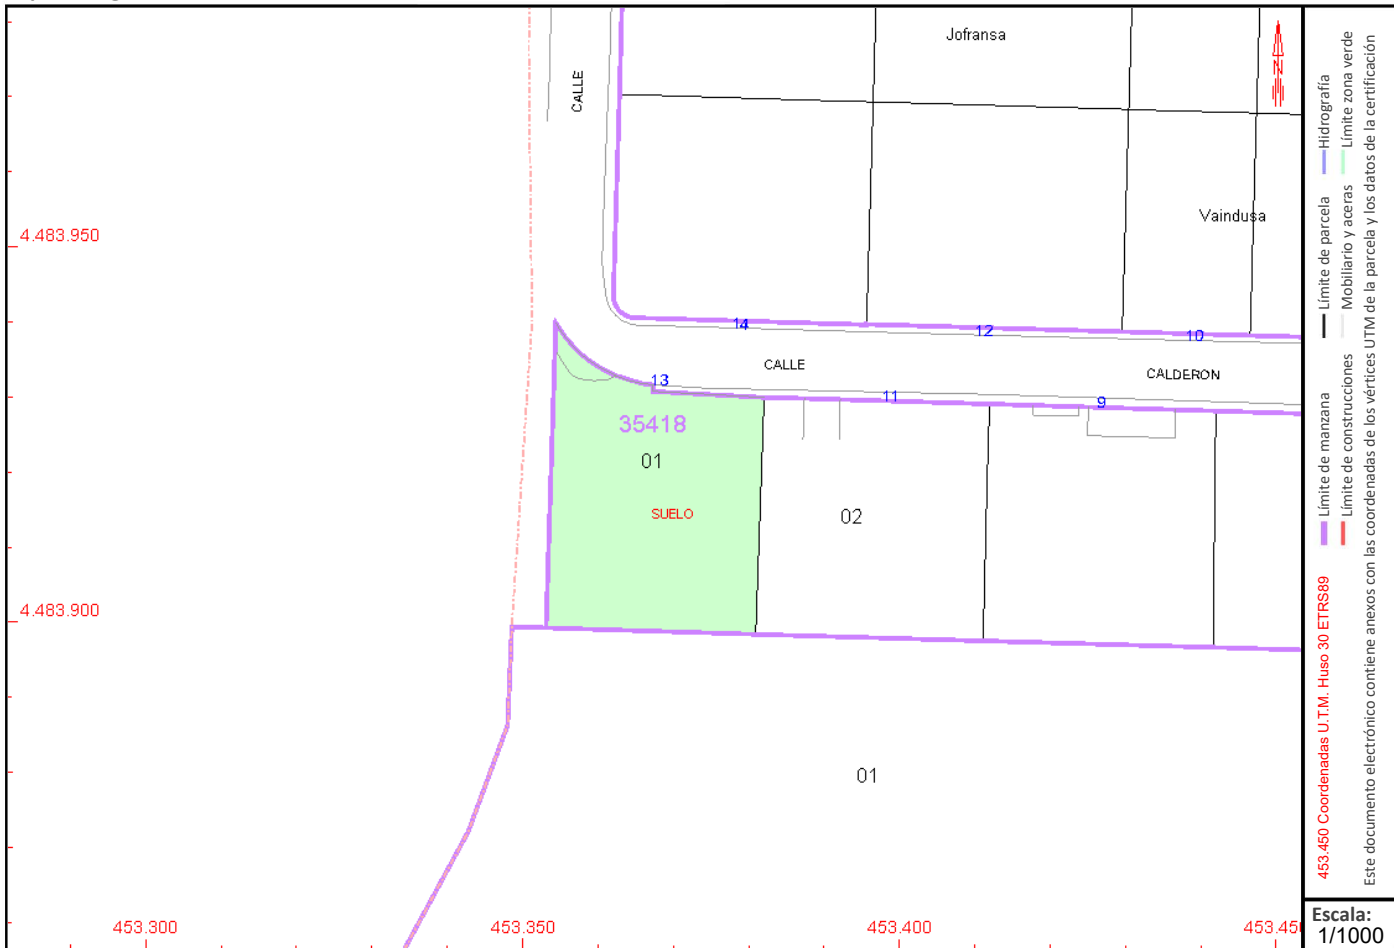 Jofransa
CALLE
Vaindusa
4.483.950
14
12
10
CALLE
CALDERON
13
11
9
35418
01
SUELO
02
4.483.900
01
453.300
453.350
453.400
453.450
N
Hidrografía
Límite zona verde
Límite de parcela
Mobiliario y aceras
Límite de manzana
Límite de construcciones
453.450 Coordenadas U.T.M. Huso 30 ETRS89
Este documento electrónico contiene anexos con las coordenadas de los vértices UTM de la parcela y los datos de la certificación
Escala:
1/1000